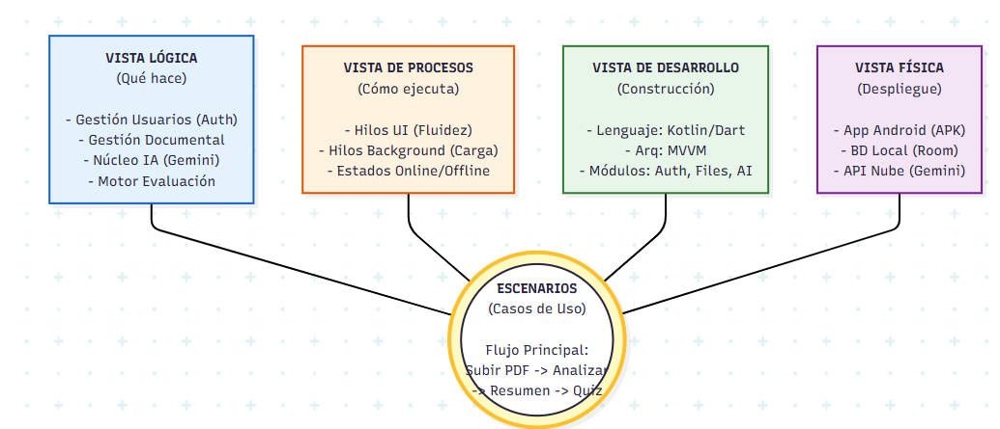 VISTA LÓGICA
(Qué hace)
- Gestión Usuarios (Auth)
- Gestión Documental
- Núcleo IA (Gemini)
- Motor Evaluación
VISTA DE PROCESOS
(Cómo ejecuta)
- Hilos UI (Fluidez)
- Hilos Background (Carga)
- Estados Online/Offline
VISTA DE DESARROLLO
(Construcción)
- Lenguaje: Kotlin/Dart
- Arq: MVVM
- Módulos: Auth, Files, AI
VISTA FÍSICA
(Despliegue)
- App Android (APK)
- BD Local (Room)
- API Nube (Gemini)
ESCENARIOS
(Casos de Uso)
Flujo Principal:
Subir PDF -> Analizar
-> Resumen -> Quiz